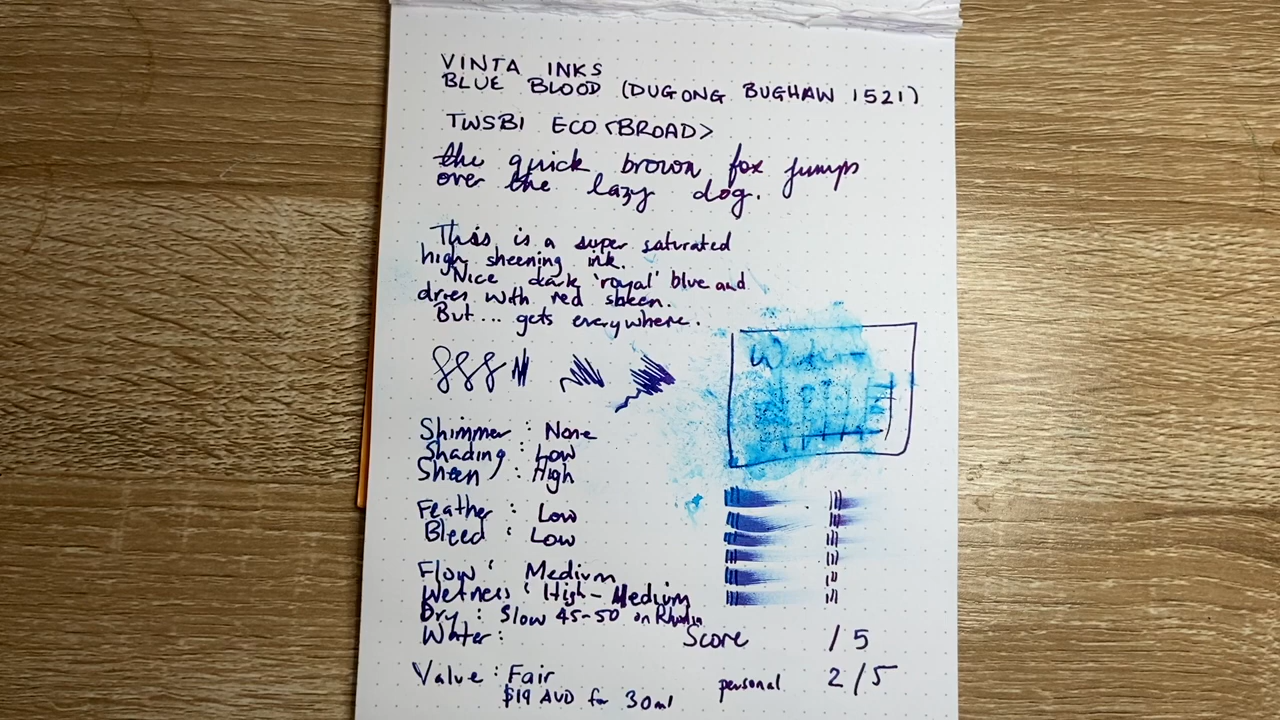 VINTA INKS
BLUE BLOOD (DUGONG BUGHAW 1521)
TWSBI ECO <BROAD>
the quick brown fox jumps
over the lazy dog.
This is a super saturated
high sheening ink.
Nice dark 'royal' blue and
dries with red sheen.
But... gets everywhere.
Shimmer : None
Shading : Low
Sheen : High
Feather : Low
Bleed : Low
Flow : Medium
Wetness : High-Medium
Dry : Slow 45-50 on Rhodia
Water :
Score /5
Value : Fair
$19 AUD for 30ml
personal 2/5